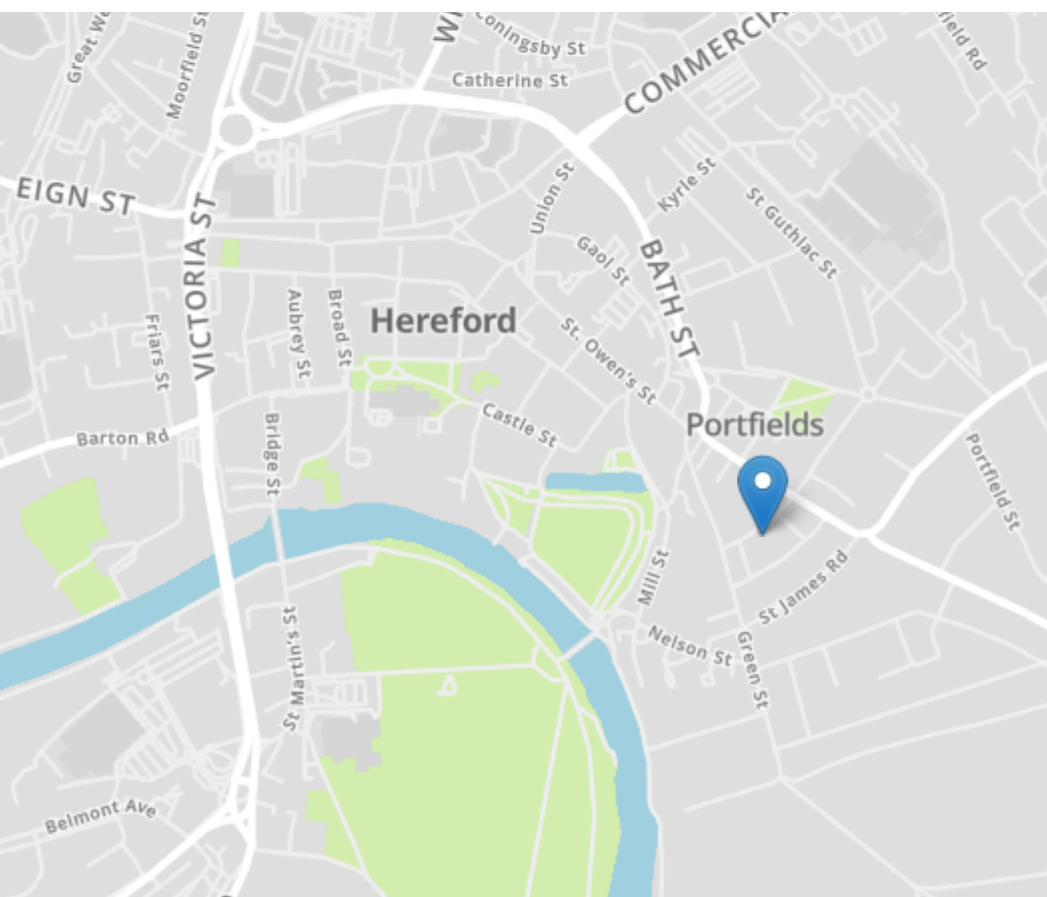 Great We
Moorfield St
WI
Coningsby St
Catherine St
COMMERCIA
field Rd
EIGN ST
VICTORIA ST
Union St
Kyrle St
St Guthlac St
Gaol St
BATH ST
Friars St
Aubrey St
Broad St
Hereford
St. Owen's St
Castle St
Portfields
Barton Rd
Bridge St
Portfield St
Mill St
St James Rd
Nelson St
Green St
St Martin's St
Belmont Ave